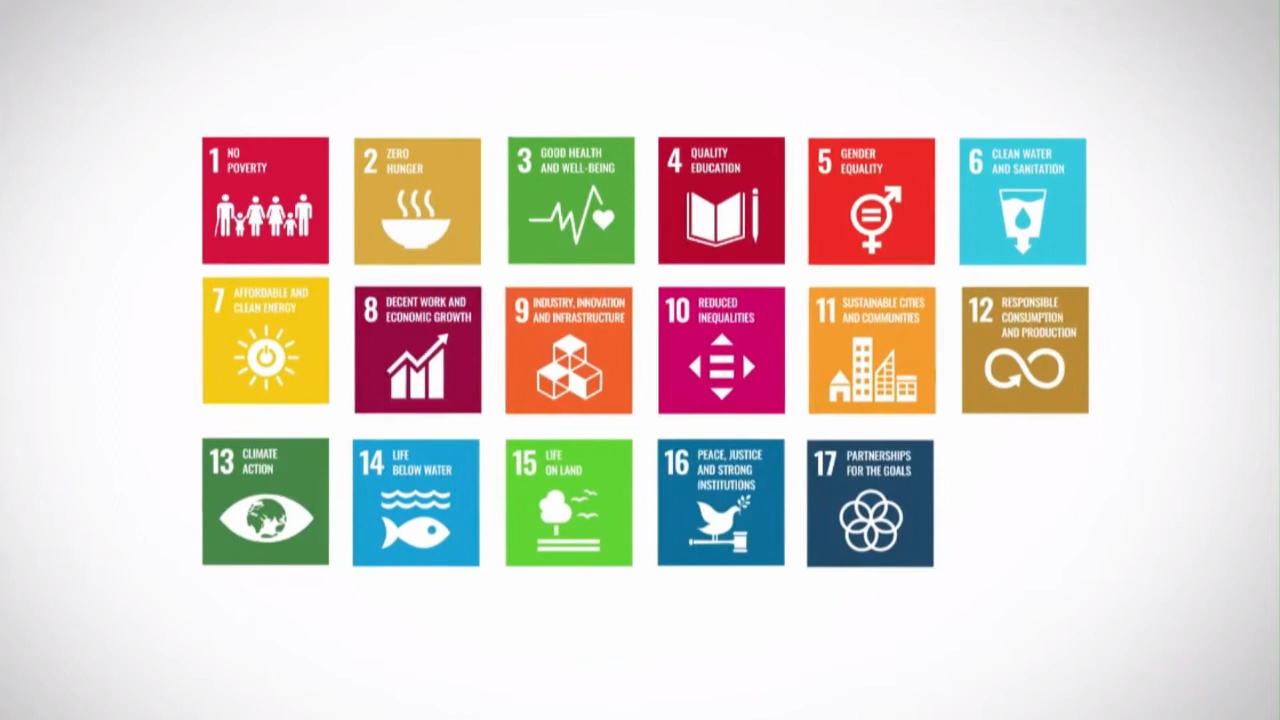 1 NO
POVERTY
2 ZERO
HUNGER
3 GOOD HEALTH
AND WELL-BEING
4 QUALITY
EDUCATION
5 GENDER
EQUALITY
6 CLEAN WATER
AND SANITATION
7 AFFORDABLE AND
CLEAN ENERGY
8 DECENT WORK AND
ECONOMIC GROWTH
9 INDUSTRY, INNOVATION
AND INFRASTRUCTURE
10 REDUCED
INEQUALITIES
11 SUSTAINABLE CITIES
AND COMMUNITIES
12 RESPONSIBLE
CONSUMPTION
AND PRODUCTION
13 CLIMATE
ACTION
14 LIFE
BELOW WATER
15 LIFE
ON LAND
16 PEACE, JUSTICE
AND STRONG
INSTITUTIONS
17 PARTNERSHIPS
FOR THE GOALS